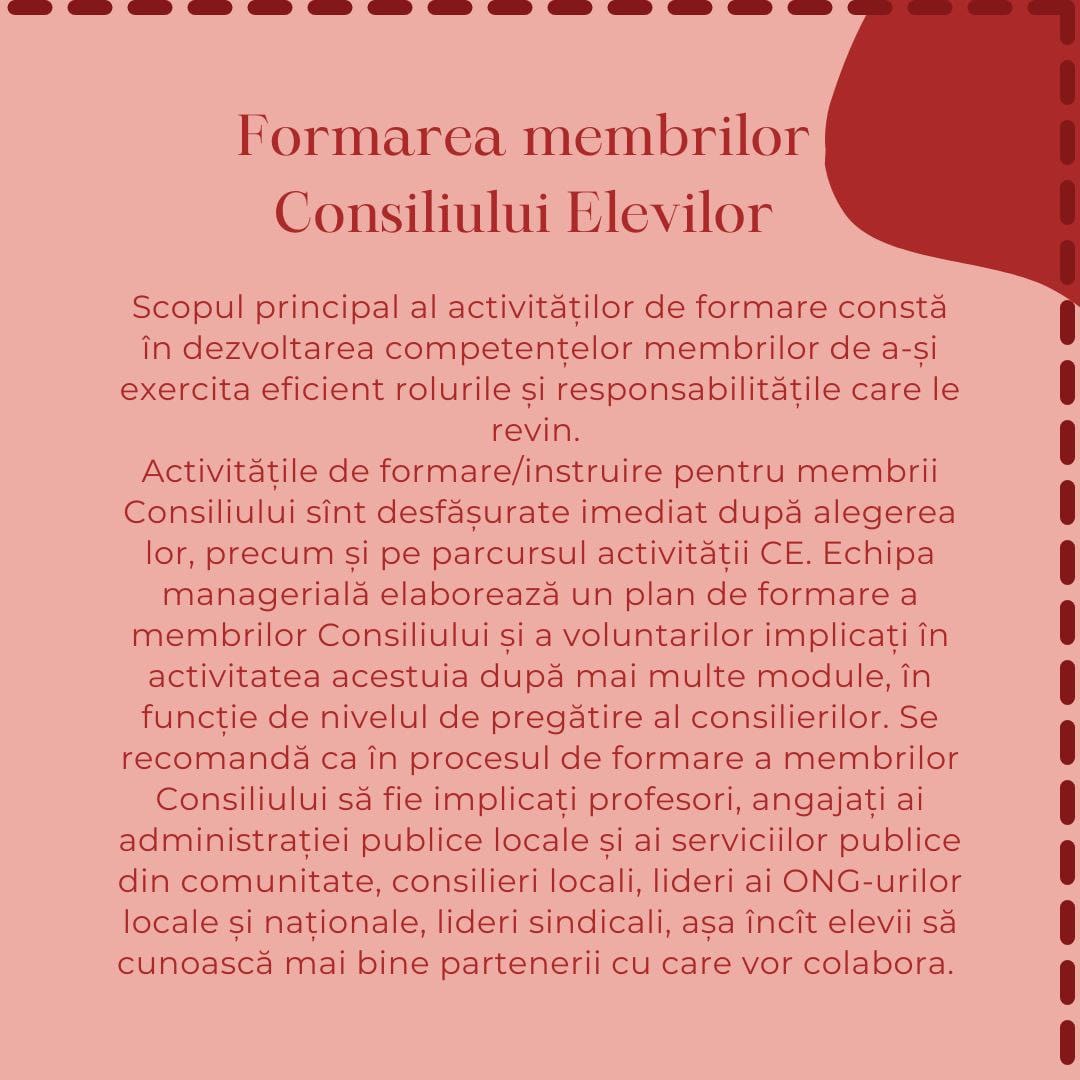 Formarea membrilor
Consiliului Elevilor
Scopul principal al activităților de formare constă
în dezvoltarea competențelor membrilor de a-și
exercita eficient rolurile și responsabilitățile care le
revin.
Activitățile de formare/instruire pentru membrii
Consiliului sînt desfășurate imediat după alegerea
lor, precum și pe parcursul activității CE. Echipa
managerială elaborează un plan de formare a
membrilor Consiliului și a voluntarilor implicați în
activitatea acestuia după mai multe module, în
funcție de nivelul de pregătire al consilierilor. Se
recomandă ca în procesul de formare a membrilor
Consiliului să fie implicați profesori, angajați ai
administrației publice locale și ai serviciilor publice
din comunitate, consilieri locali, lideri ai ONG-urilor
locale și naționale, lideri sindicali, așa încît elevii să
cunoască mai bine partenerii cu care vor colabora.